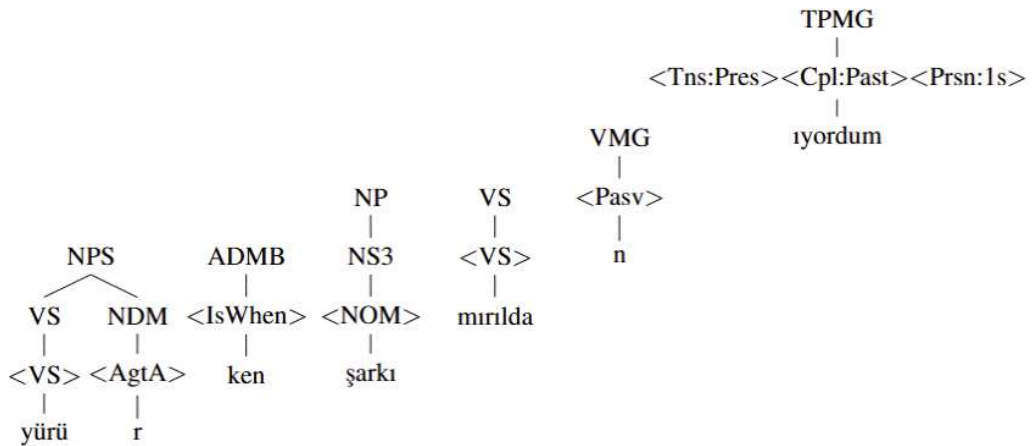 TPMG
<Tns:Pres><Cpl:Past><Prsn:1s>
VMG ıyordum
NP VS <Pasv>
NPS ADMB NS3 <VS> n
VS NDM <IsWhen> <NOM> mırılda
<VS> <AgtA> ken şarkı
yürü r